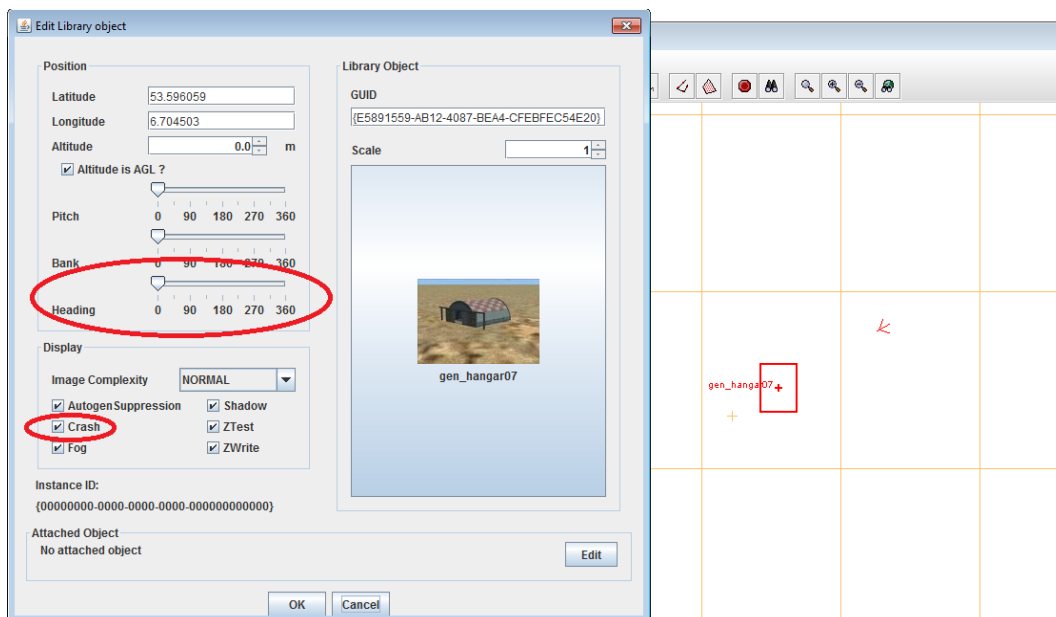 Edit Library object
Position
Latitude 53.596059
Longitude 6.704503
Altitude 0.0 m
Altitude is AGL ?
Pitch 0 90 180 270 360
Bank 0 90 180 270 360
Heading 0 90 180 270 360
Display
Image Complexity NORMAL
Autogen Suppression Shadow
Crash ZTest
Fog ZWrite
Instance ID:
{00000000-0000-0000-0000-000000000000}
Library Object
GUID
{E5891559-AB12-4087-BEA4-CFEBFEC54E20}
Scale 1
gen_hangar07
Attached Object
No attached object
Edit
OK Cancel
gen_hangar07